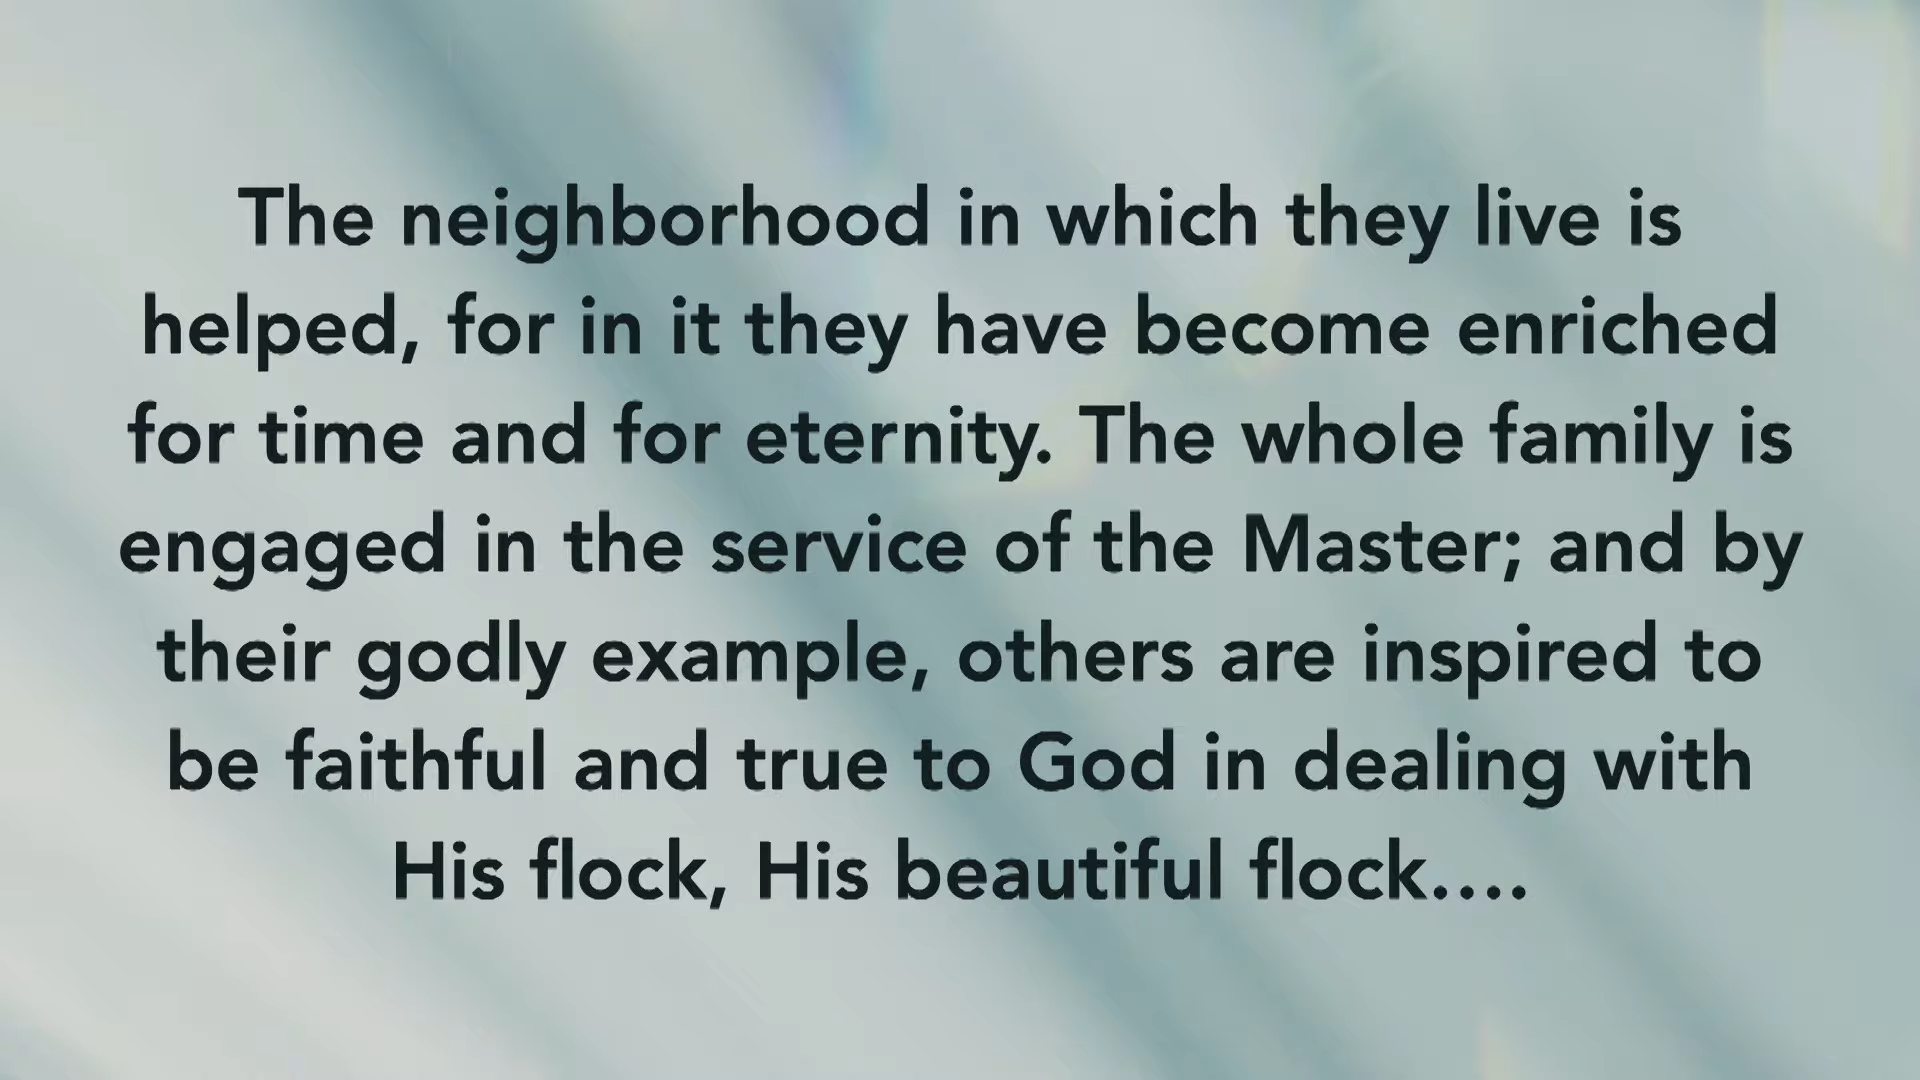 The neighborhood in which they live is
helped, for in it they have become enriched
for time and for eternity. The whole family is
engaged in the service of the Master; and by
their godly example, others are inspired to
be faithful and true to God in dealing with
His flock, His beautiful flock....